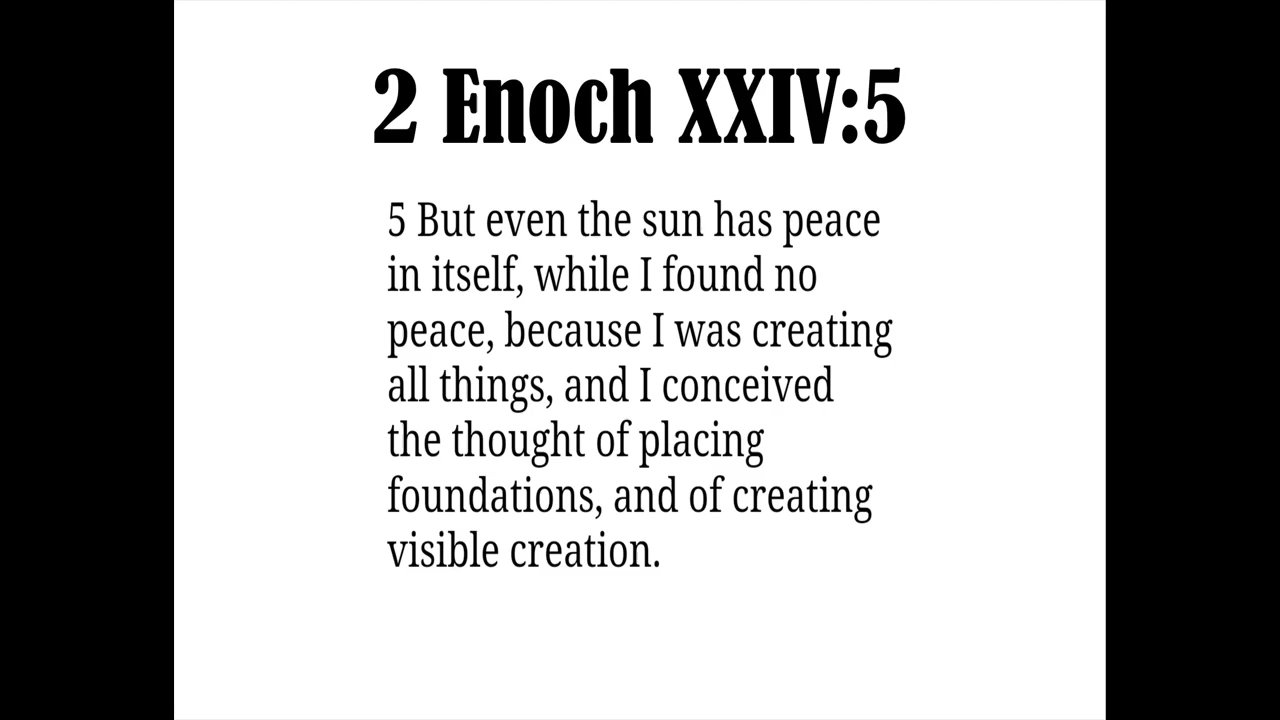 2 Enoch XXIV:5
5 But even the sun has peace
in itself, while I found no
peace, because I was creating
all things, and I conceived
the thought of placing
foundations, and of creating
visible creation.